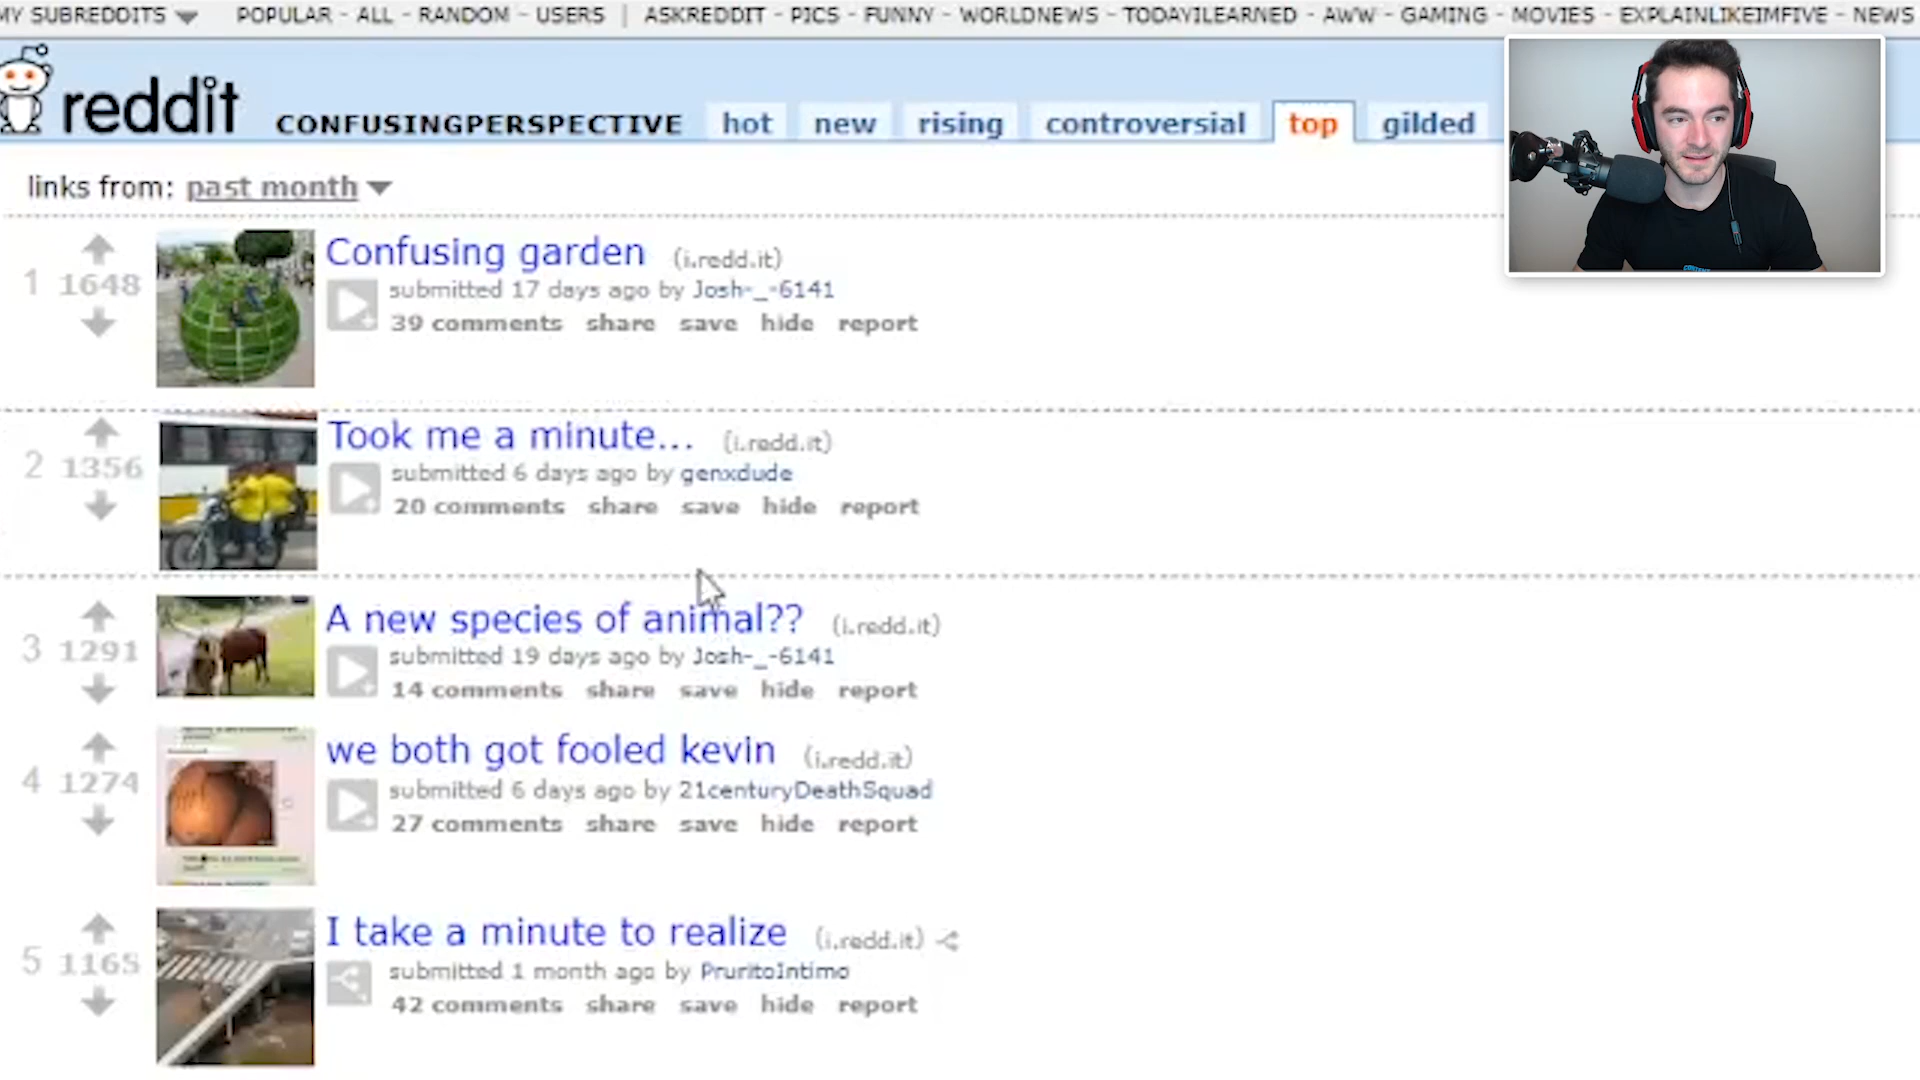 MY SUBREDDITS POPULAR - ALL - RANDOM - USERS | ASKREDDIT - PICS - FUNNY - WORLDNEWS - TODAYILEARNED - AWW - GAMING - MOVIES - EXPLAINLIKEIMFIVE - NEWS
reddit CONFUSINGPERSPECTIVE hot new rising controversial top gilded
links from: past month
Confusing garden (i.redd.it)
1 1648 submitted 17 days ago by Josh-_-6141
39 comments share save hide report
Took me a minute... (i.redd.it)
2 1356 submitted 6 days ago by genxdude
20 comments share save hide report
A new species of animal?? (i.redd.it)
3 1291 submitted 19 days ago by Josh-_-6141
14 comments share save hide report
we both got fooled kevin (i.redd.it)
4 1274 submitted 6 days ago by 21centuryDeathSquad
27 comments share save hide report
I take a minute to realize (i.redd.it)
5 1165 submitted 1 month ago by PruritoIntimo
42 comments share save hide report